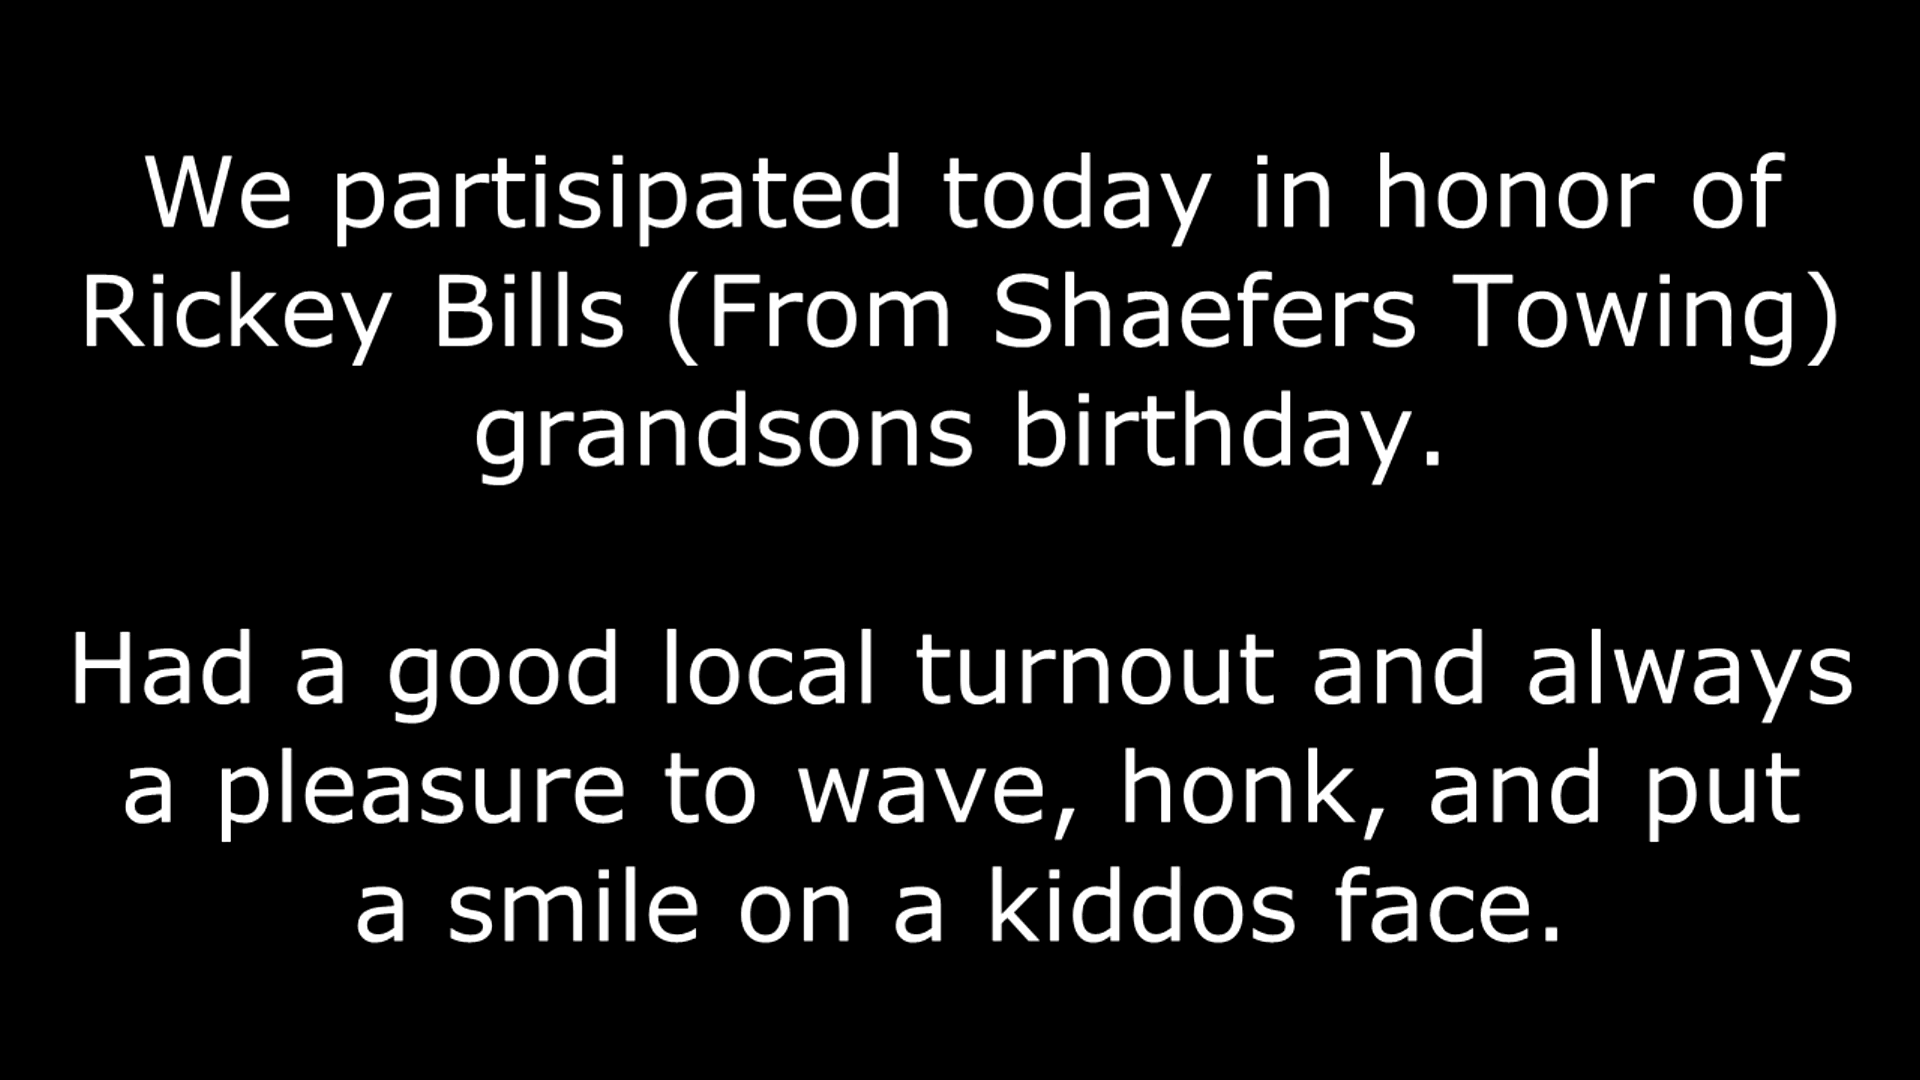 We partisipated today in honor of
Rickey Bills (From Shaefers Towing)
grandsons birthday.
Had a good local turnout and always
a pleasure to wave, honk, and put
a smile on a kiddos face.